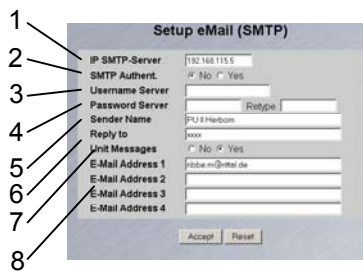 Setup eMail (SMTP)
1 IP SMTP-Server 192.168.115.5
2 SMTP Authent. No Yes
3 Username Server
4 Password Server Retype
5 Sender Name PU II Herborn
6 Reply to xxxx
7 Unit Messages No Yes
8 E-Mail Address 1 ribbe.m@rittal.de
E-Mail Address 2
E-Mail Address 3
E-Mail Address 4
Accept Reset